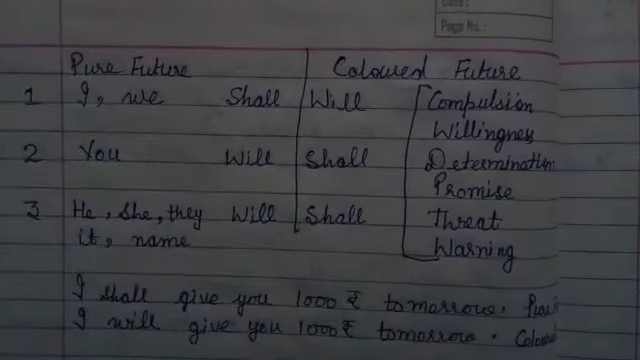 Date:
Page No.:
Pure Future Coloured Future
1 I, we Shall Will Compulsion
Willingness
2 You Will Shall Determination
Promise
3 He, She, they Will Shall Threat
it, name Warning
I shall give you 1000 ₹ tomorrow.
I will give you 1000 ₹ tomorrow.